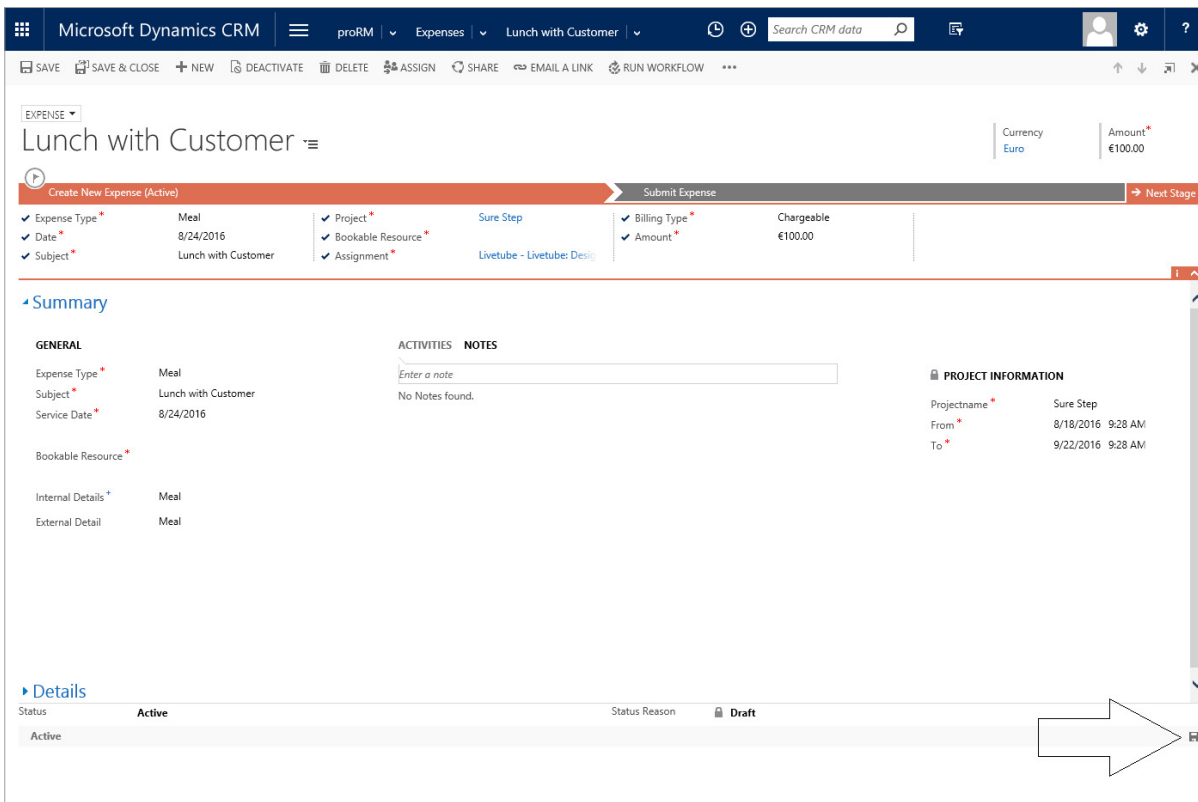 Microsoft Dynamics CRM proRM Expenses Lunch with Customer Search CRM data ?
SAVE SAVE & CLOSE + NEW DEACTIVATE DELETE ASSIGN SHARE EMAIL A LINK RUN WORKFLOW •••
EXPENSE
Lunch with Customer
Currency Amount*
Euro €100.00
Create New Expense (Active) Submit Expense → Next Stage
Expense Type* Meal Project* Sure Step Billing Type* Chargeable
Date* 8/24/2016 Bookable Resource* Amount* €100.00
Subject* Lunch with Customer Assignment* Livetube - Livetube: Desig
i
Summary
GENERAL ACTIVITIES NOTES
Expense Type* Meal Enter a note PROJECT INFORMATION
Subject* Lunch with Customer No Notes found.
Projectname* Sure Step
Service Date* 8/24/2016
From* 8/18/2016 9:28 AM
To* 9/22/2016 9:28 AM
Bookable Resource*
Internal Details+ Meal
External Detail Meal
Details
Status Active Status Reason Draft
Active